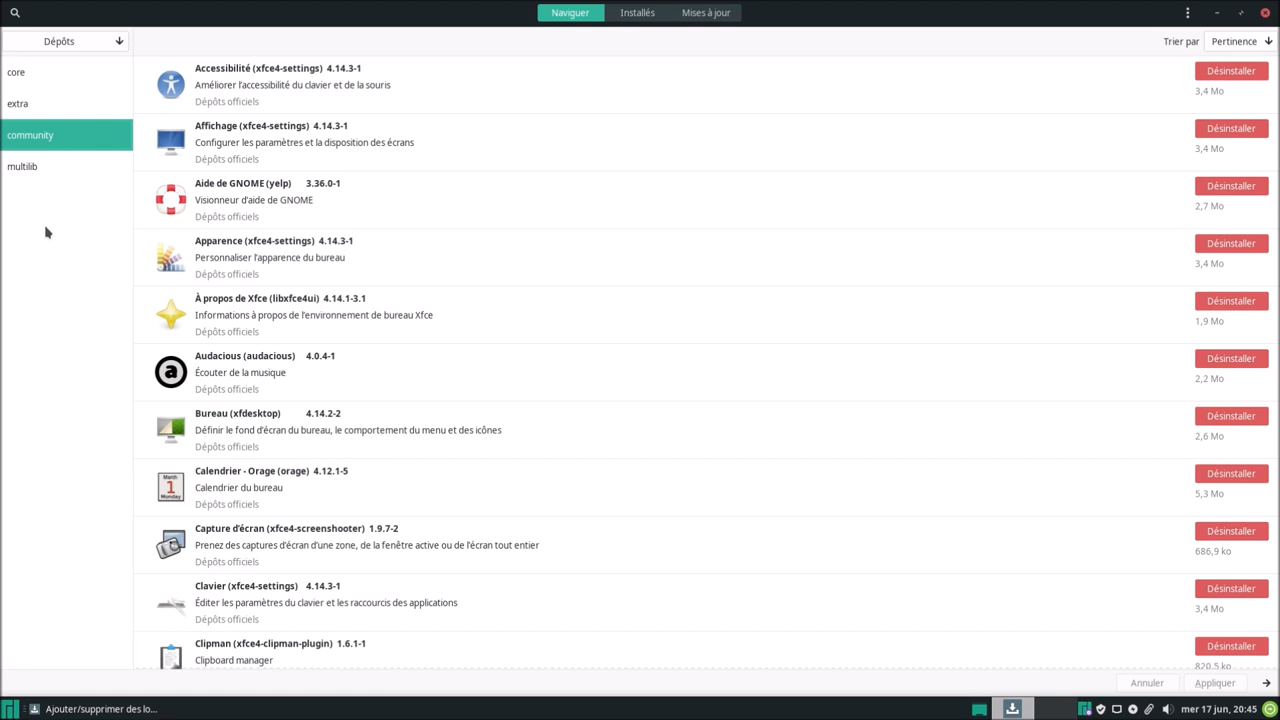 Naviguer
Installés
Mises à jour
Dépôts
Trier par
Pertinence
core
extra
community
multilib
Accessibilité (xfce4-settings) 4.14.3-1
Désinstaller
Améliorer l'accessibilité du clavier et de la souris
3,4 Mo
Dépôts officiels
Affichage (xfce4-settings) 4.14.3-1
Désinstaller
Configurer les paramètres et la disposition des écrans
3,4 Mo
Dépôts officiels
Aide de GNOME (yelp) 3.36.0-1
Désinstaller
Visionneur d'aide de GNOME
2,7 Mo
Dépôts officiels
Apparence (xfce4-settings) 4.14.3-1
Désinstaller
Personnaliser l'apparence du bureau
3,4 Mo
Dépôts officiels
À propos de Xfce (libxfce4ui) 4.14.1-3.1
Désinstaller
Informations à propos de l'environnement de bureau Xfce
1,9 Mo
Dépôts officiels
Audacious (audacious) 4.0.4-1
Désinstaller
Écouter de la musique
2,2 Mo
Dépôts officiels
Bureau (xfdesktop) 4.14.2-2
Désinstaller
Définir le fond d'écran du bureau, le comportement du menu et des icônes
2,6 Mo
Dépôts officiels
March
1
Monday
Calendrier - Orage (orage) 4.12.1-5
Désinstaller
Calendrier du bureau
5,3 Mo
Dépôts officiels
Capture d'écran (xfce4-screenshooter) 1.9.7-2
Désinstaller
Prenez des captures d'écran d'une zone, de la fenêtre active ou de l'écran tout entier
686,9 ko
Dépôts officiels
Clavier (xfce4-settings) 4.14.3-1
Désinstaller
Éditer les paramètres du clavier et les raccourcis des applications
3,4 Mo
Dépôts officiels
Clipman (xfce4-clipman-plugin) 1.6.1-1
Désinstaller
Clipboard manager
820,5 ko
Annuler
Appliquer
Ajouter/supprimer des lo...
mer 17 jun, 20:45